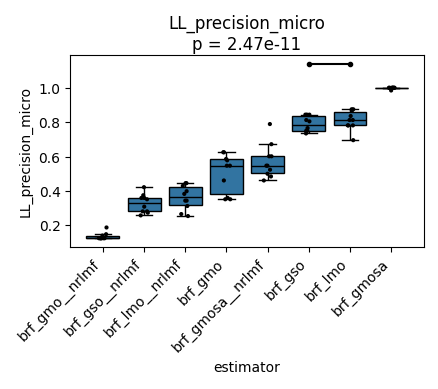 LL_precision_micro
p = 2.47e-11
LL_precision_micro
1.0
0.8
0.6
0.4
0.2
brf_gmo__nrlmf
brf_gso__nrlmf
brf_lmo__nrlmf
brf_gmo
brf_gmosa__nrlmf
brf_gso
brf_lmo
brf_gmosa
estimator